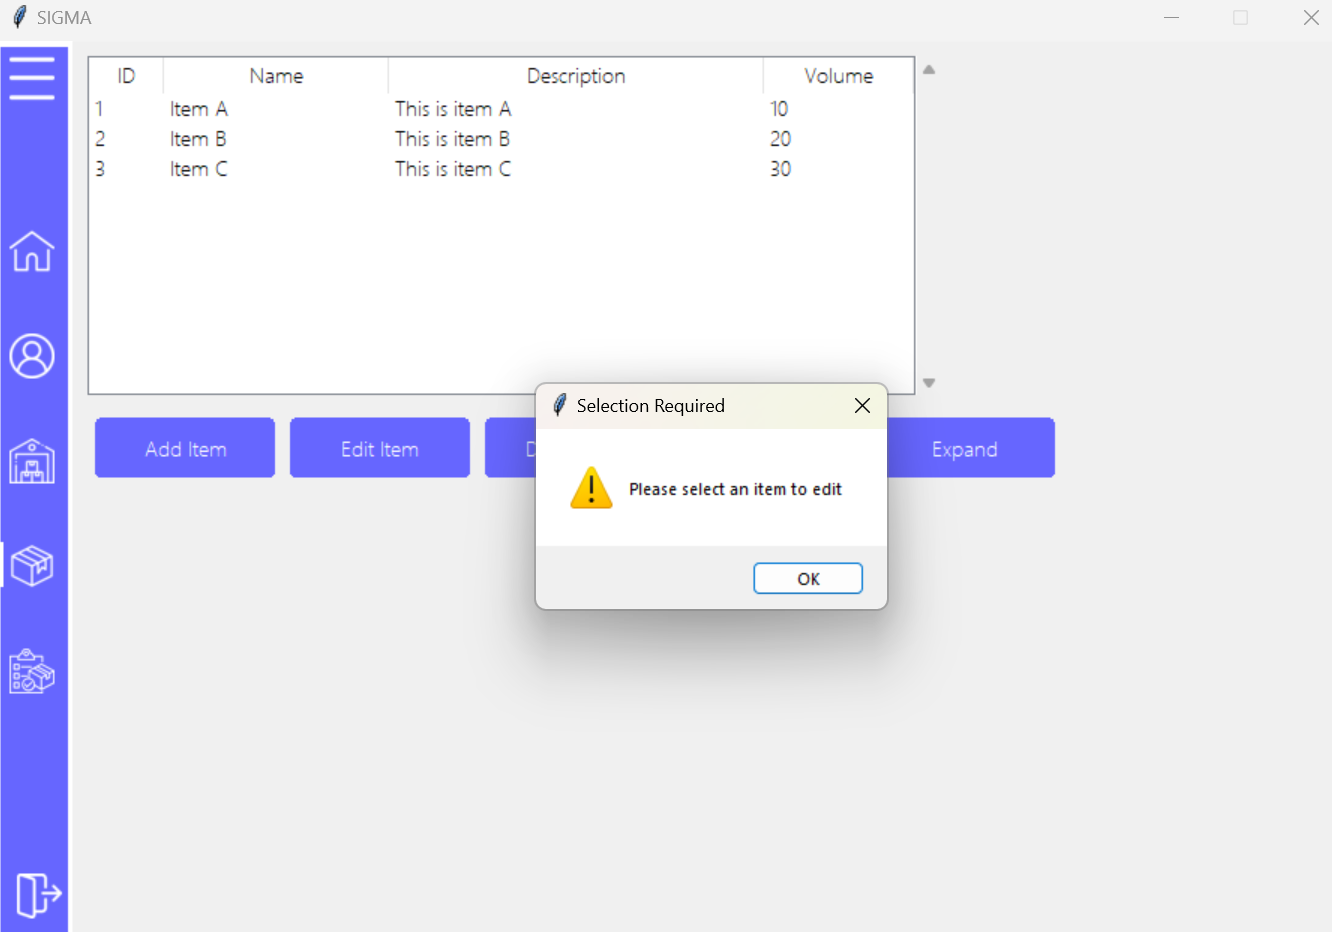 SIGMA
ID Name Description Volume
1 Item A This is item A 10
2 Item B This is item B 20
3 Item C This is item C 30
Selection Required
Add Item Edit Item Expand
Please select an item to edit
OK